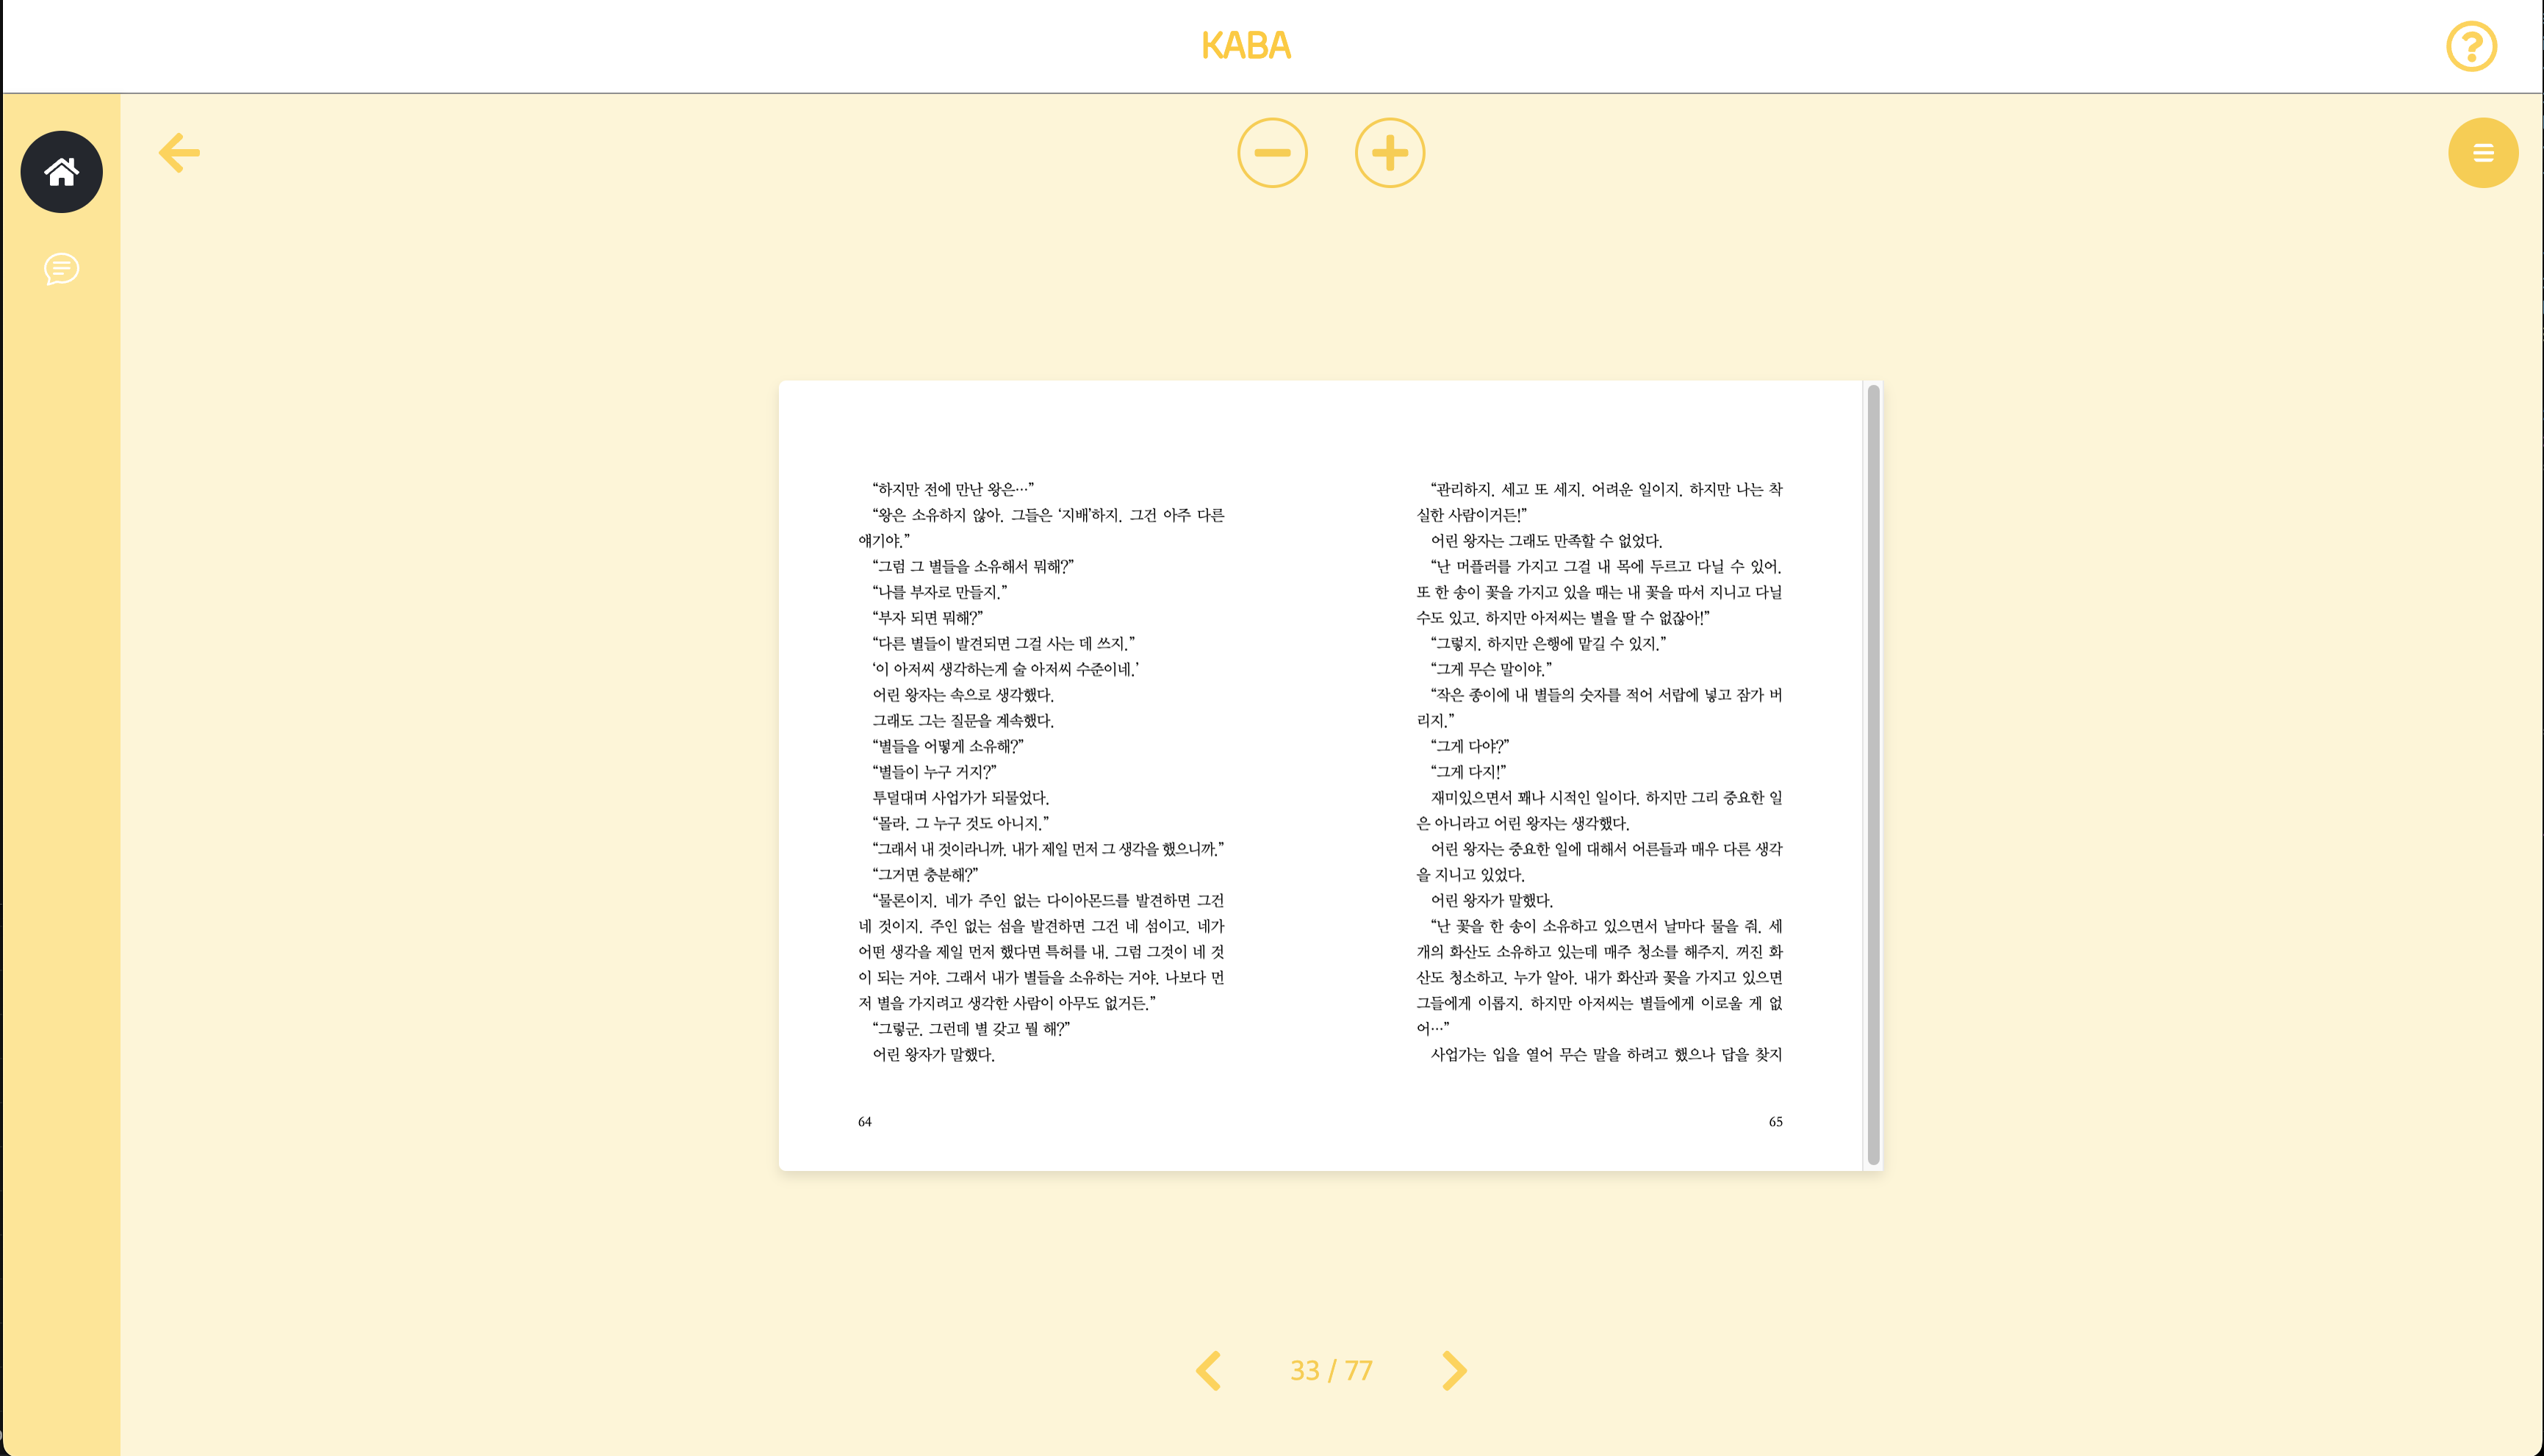 KABA
“하지만 전에 만난 왕은…”
“왕은 소유하지 않아. 그들은 ‘지배’하지. 그건 아주 다른
얘기야.”
“그럼 그 별들을 소유해서 뭐해?”
“나를 부자로 만들지.”
“부자 되면 뭐해?”
“다른 별들이 발견되면 그걸 사는 데 쓰지.”
‘이 아저씨 생각하는게 술 아저씨 수준이네.’
어린 왕자는 속으로 생각했다.
그래도 그는 질문을 계속했다.
“별들을 어떻게 소유해?”
“별들이 누구 거지?”
투덜대며 사업가가 되물었다.
“몰라. 그 누구 것도 아니지.”
“그래서 내 것이라니까. 내가 제일 먼저 그 생각을 했으니까.”
“그거면 충분해?”
“물론이지. 네가 주인 없는 다이아몬드를 발견하면 그건
네 것이지. 주인 없는 섬을 발견하면 그건 네 섬이고. 네가
어떤 생각을 제일 먼저 했다면 특허를 내. 그럼 그것이 네 것
이 되는 거야. 그래서 내가 별들을 소유하는 거야. 나보다 먼
저 별을 가지려고 생각한 사람이 아무도 없거든.”
“그렇군. 그런데 별 갖고 뭘 해?”
어린 왕자가 말했다.
64
“관리하지. 세고 또 세지. 어려운 일이지. 하지만 나는 착
실한 사람이거든!”
어린 왕자는 그래도 만족할 수 없었다.
“난 머플러를 가지고 그걸 내 목에 두르고 다닐 수 있어.
또 한 송이 꽃을 가지고 있을 때는 내 꽃을 따서 지니고 다닐
수도 있고. 하지만 아저씨는 별을 딸 수 없잖아!”
“그렇지. 하지만 은행에 맡길 수 있지.”
“그게 무슨 말이야.”
“작은 종이에 내 별들의 숫자를 적어 서랍에 넣고 잠가 버
리지.”
“그게 다야?”
“그게 다지!”
재미있으면서 꽤나 시적인 일이다. 하지만 그리 중요한 일
은 아니라고 어린 왕자는 생각했다.
어린 왕자는 중요한 일에 대해서 어른들과 매우 다른 생각
을 지니고 있었다.
어린 왕자가 말했다.
“난 꽃을 한 송이 소유하고 있으면서 날마다 물을 줘. 세
개의 화산도 소유하고 있는데 매주 청소를 해주지. 꺼진 화
산도 청소하고. 누가 알아. 내가 화산과 꽃을 가지고 있으면
그들에게 이롭지. 하지만 아저씨는 별들에게 이로울 게 없
어…”
사업가는 입을 열어 무슨 말을 하려고 했으나 답을 찾지
65
33 / 77